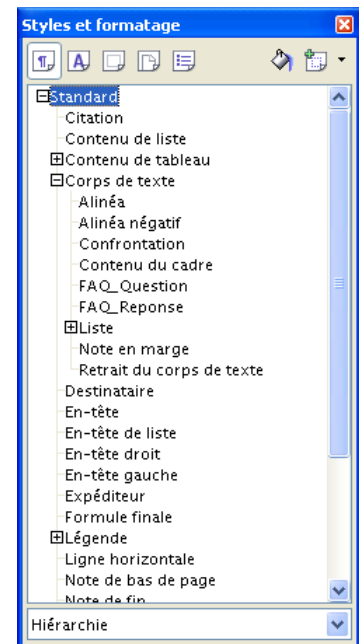 Styles et formatage
Standard
Citation
Contenu de liste
Contenu de tableau
Corps de texte
Alinéa
Alinéa négatif
Confrontation
Contenu du cadre
FAQ_Question
FAQ_Reponse
Liste
Note en marge
Retrait du corps de texte
Destinataire
En-tête
En-tête de liste
En-tête droit
En-tête gauche
Expéditeur
Formule finale
Légende
Ligne horizontale
Note de bas de page
Note de fin
Hiérarchie